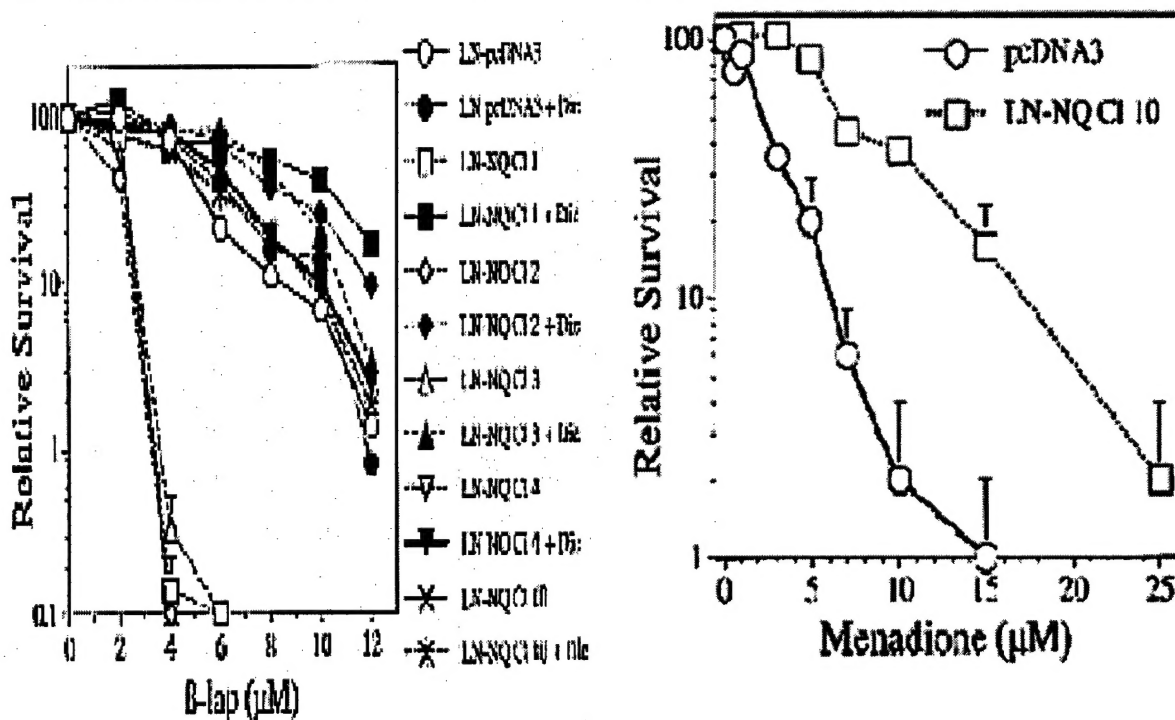 Relative Survival
100
10
1
0.1
0 2 4 6 8 10 12
ß-lap (µM)
LN-pcDNA3
LN pcDNA3 + Dic
LN-NQ Cl 1
LN-NQ Cl 1 + Dic
LN-NQ Cl 2
LN-NQ Cl 2 + Dic
LN-NQ Cl 3
LN-NQ Cl 3 + Dic
LN-NQ Cl 4
LN-NQ Cl 4 + Dic
LN-NQ Cl 10
LN-NQ Cl 10 + Dic
Relative Survival
100
10
1
pcDNA3
LN-NQ Cl 10
0 5 10 15 20 25
Menadione (µM)